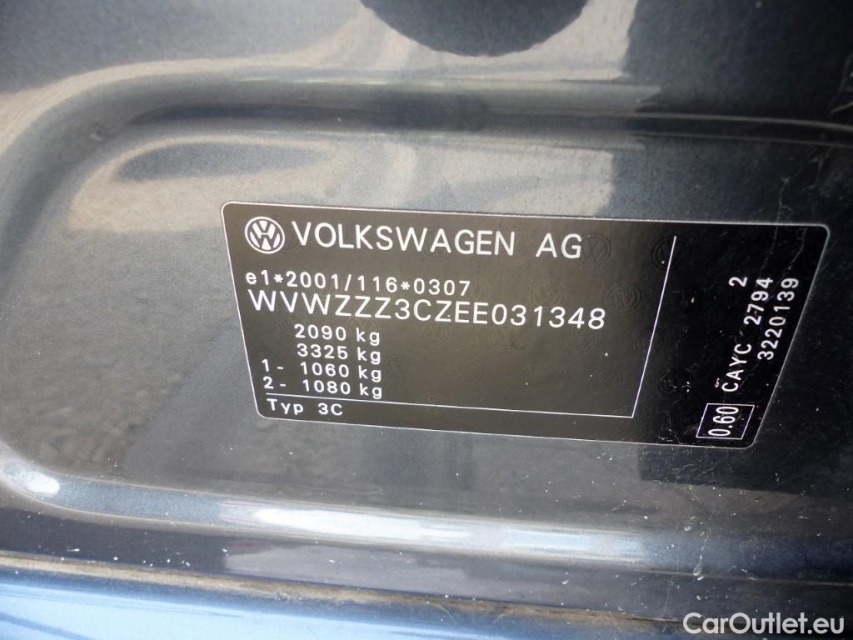 VOLKSWAGEN AG
e1*2001/116*0307
WVWZZZ3CZEE031348
2090 kg
3325 kg
1- 1060 kg
2- 1080 kg
Typ 3C
2
CAYC 2794
3220139
0.60
CarOutlet.eu